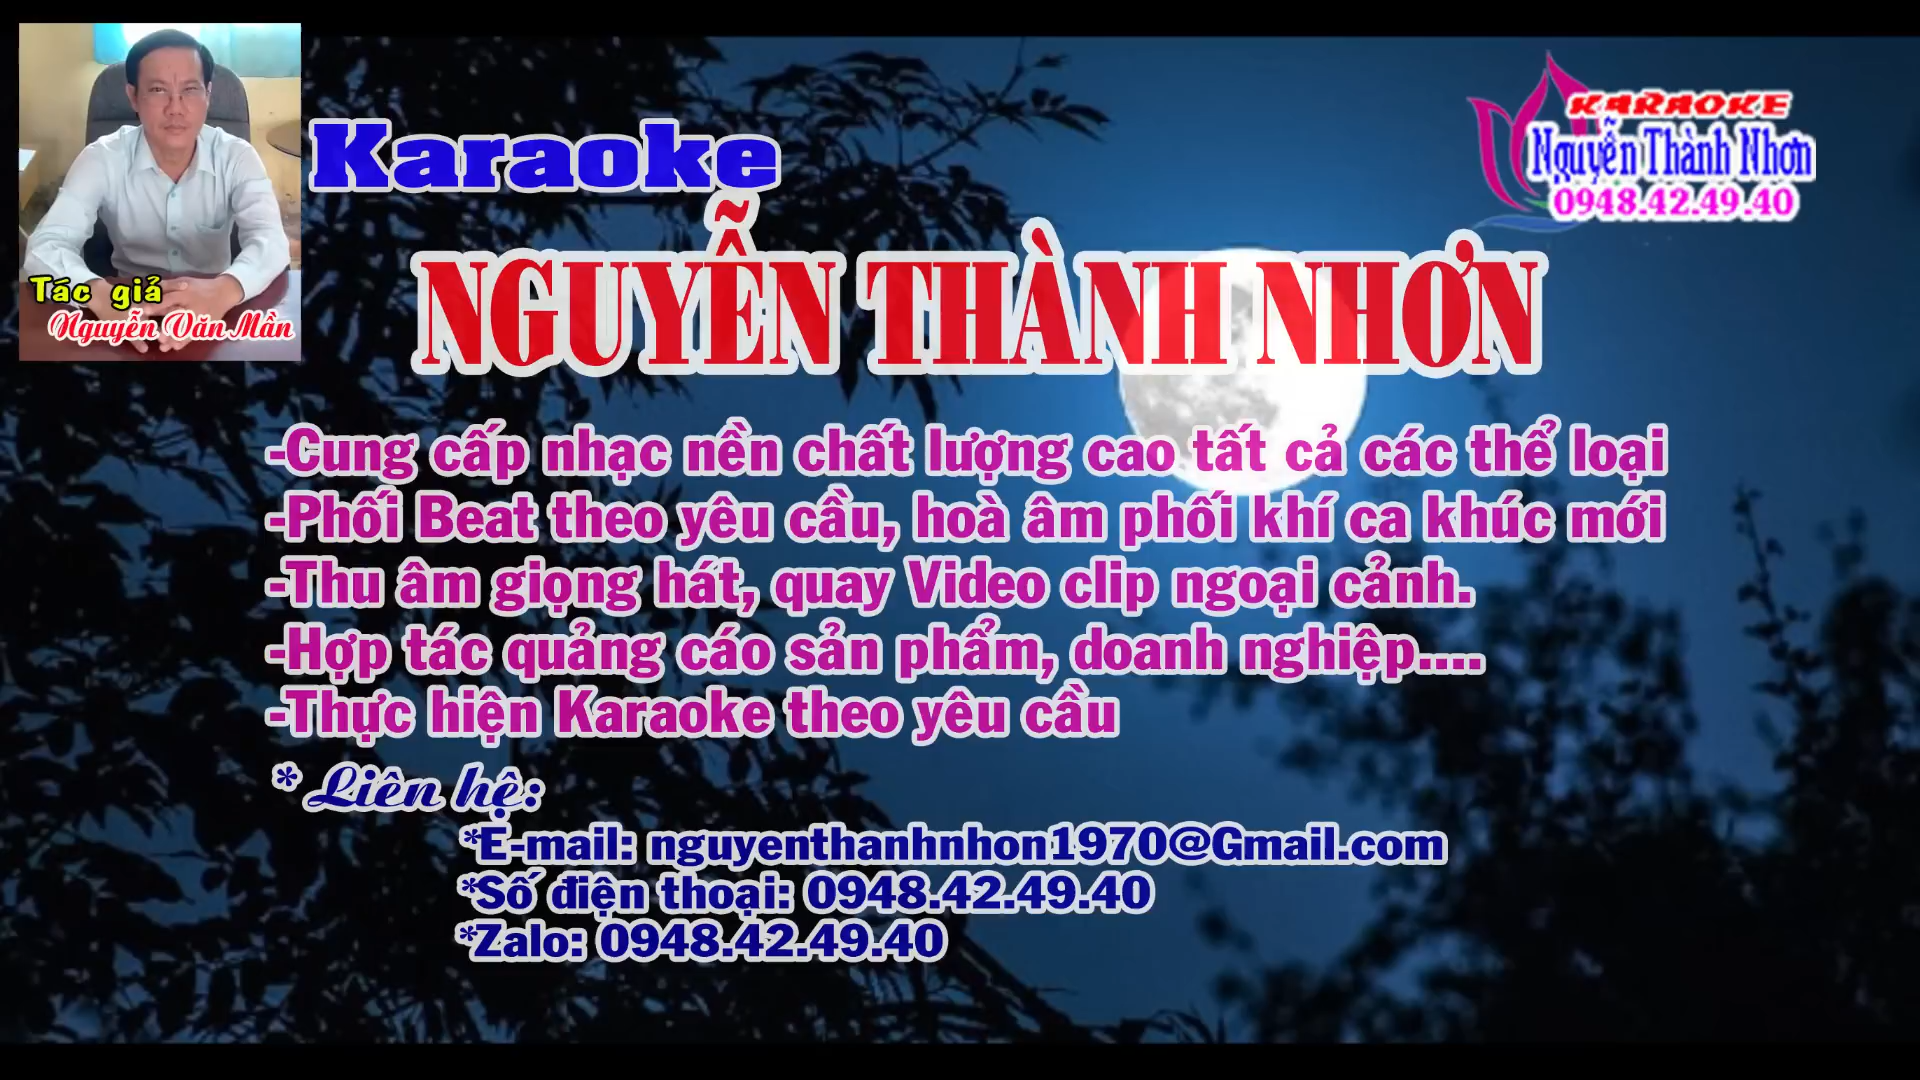 Tác giả
Nguyễn Văn Mần
Karaoke
NGUYỄN THÀNH NHƠN
KARAOKE
Nguyễn Thành Nhơn
0948.42.49.40
-Cung cấp nhạc nền chất lượng cao tất cả các thể loại
-Phối Beat theo yêu cầu, hoà âm phối khí ca khúc mới
-Thu âm giọng hát, quay Video clip ngoại cảnh.
-Hợp tác quảng cáo sản phẩm, doanh nghiệp....
-Thực hiện Karaoke theo yêu cầu
* Liên hệ:
*E-mail: nguyenthanhnhon1970@Gmail.com
*Số điện thoại: 0948.42.49.40
*Zalo: 0948.42.49.40